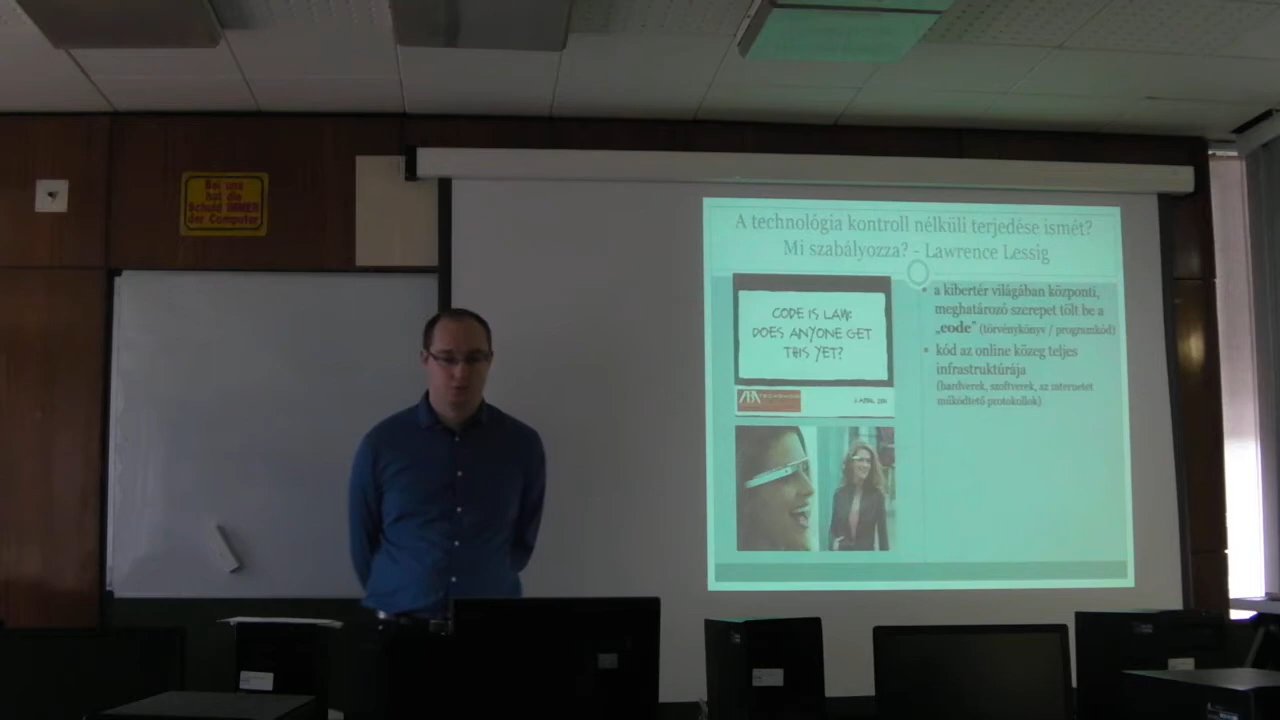 Bei uns
hat die
Schuld IMMER
der Computer
A technológia kontroll nélküli terjedése ismét?
Mi szabályozza? - Lawrence Lessig
CODE IS LAW:
DOES ANYONE GET
THIS YET?
• a kibertér világában központi,
meghatározó szerepet tölt be a
„code” (törvénykönyv / programkód)
• kód az online közeg teljes
infrastruktúrája
(hardverek, szoftverek, az internetet
működtető protokollok)